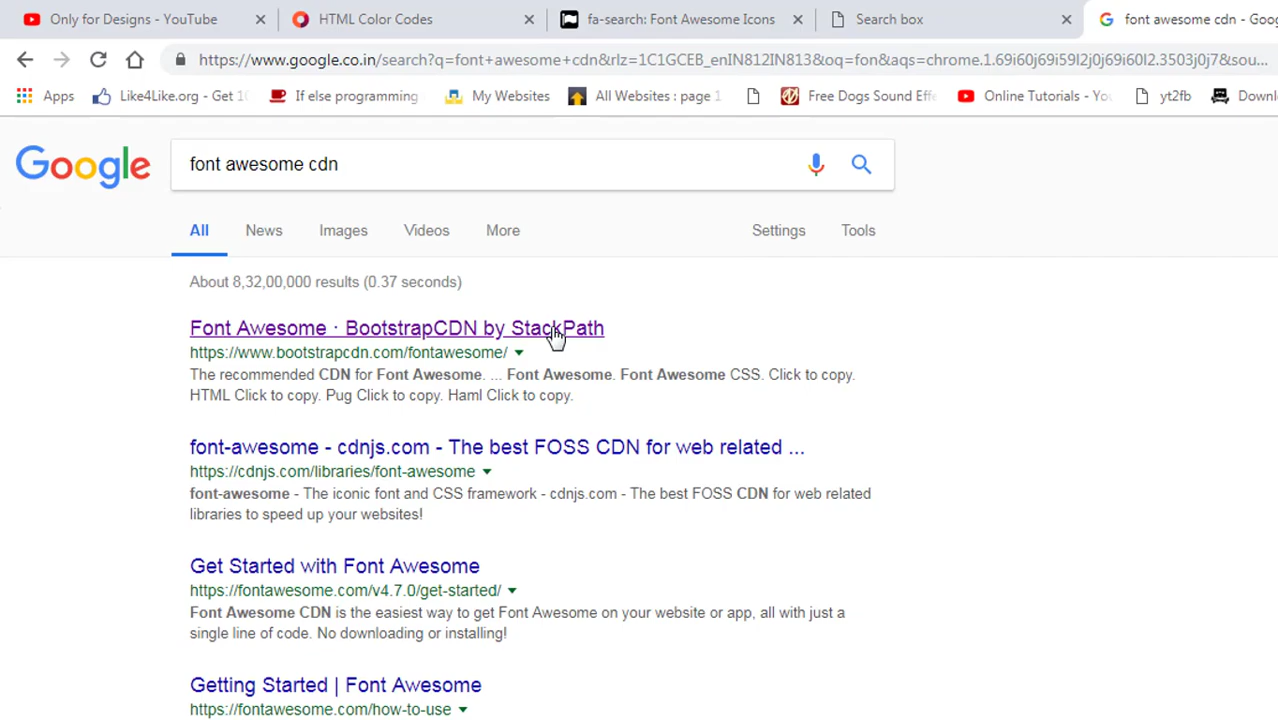 Only for Designs - YouTube
HTML Color Codes
fa-search: Font Awesome Icons
Search box
font awesome cdn - Goo
https://www.google.co.in/search?q=font+awesome+cdn&rlz=1C1GCEB_enIN812IN813&oq=fon&aqs=chrome.1.69i60j69i59l2j0j69i60l2.3503j0j7&sou...
Apps
Like4Like.org - Get 10
If else programming
My Websites
All Websites : page 1
Free Dogs Sound Effe
Online Tutorials - You
yt2fb
Downl
Google
font awesome cdn
All
News
Images
Videos
More
Settings
Tools
About 8,32,00,000 results (0.37 seconds)
Font Awesome · BootstrapCDN by StackPath
https://www.bootstrapcdn.com/fontawesome/
The recommended CDN for Font Awesome. ... Font Awesome. Font Awesome CSS. Click to copy.
HTML Click to copy. Pug Click to copy. Haml Click to copy.
font-awesome - cdnjs.com - The best FOSS CDN for web related ...
https://cdnjs.com/libraries/font-awesome
font-awesome - The iconic font and CSS framework - cdnjs.com - The best FOSS CDN for web related
libraries to speed up your websites!
Get Started with Font Awesome
https://fontawesome.com/v4.7.0/get-started/
Font Awesome CDN is the easiest way to get Font Awesome on your website or app, all with just a
single line of code. No downloading or installing!
Getting Started | Font Awesome
https://fontawesome.com/how-to-use